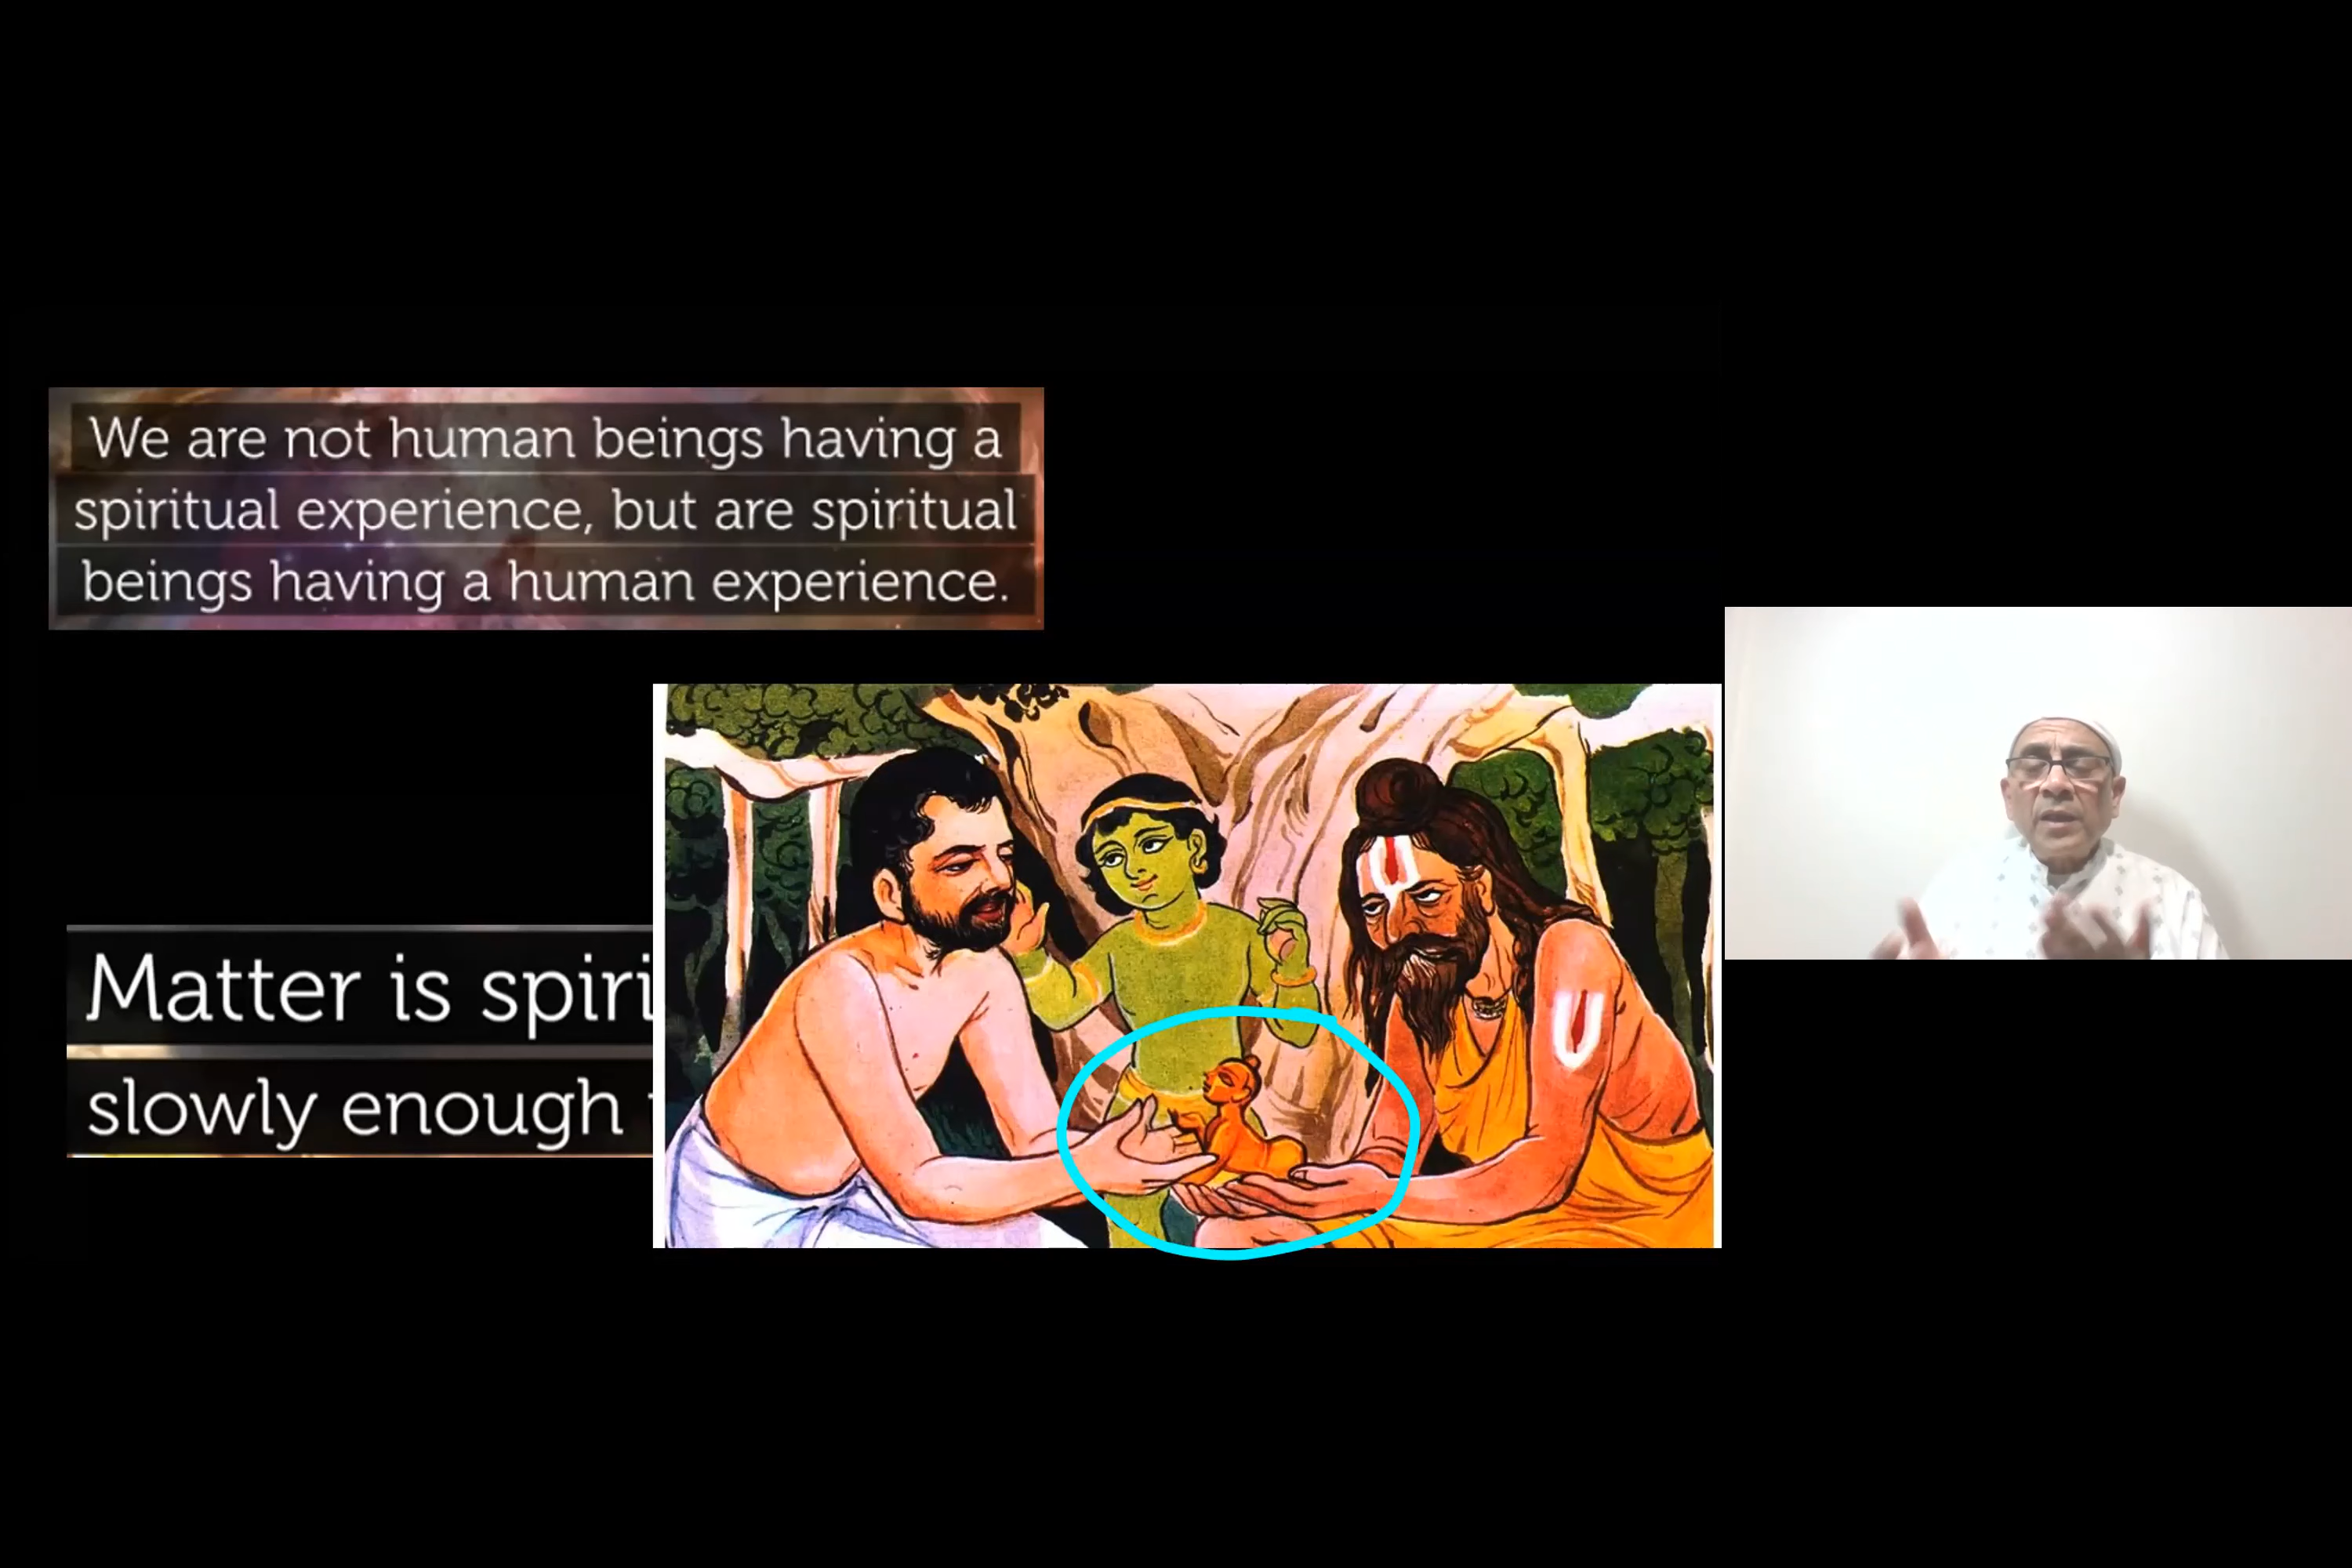 We are not human beings having a
spiritual experience, but are spiritual
beings having a human experience.
Matter is spiri
slowly enough